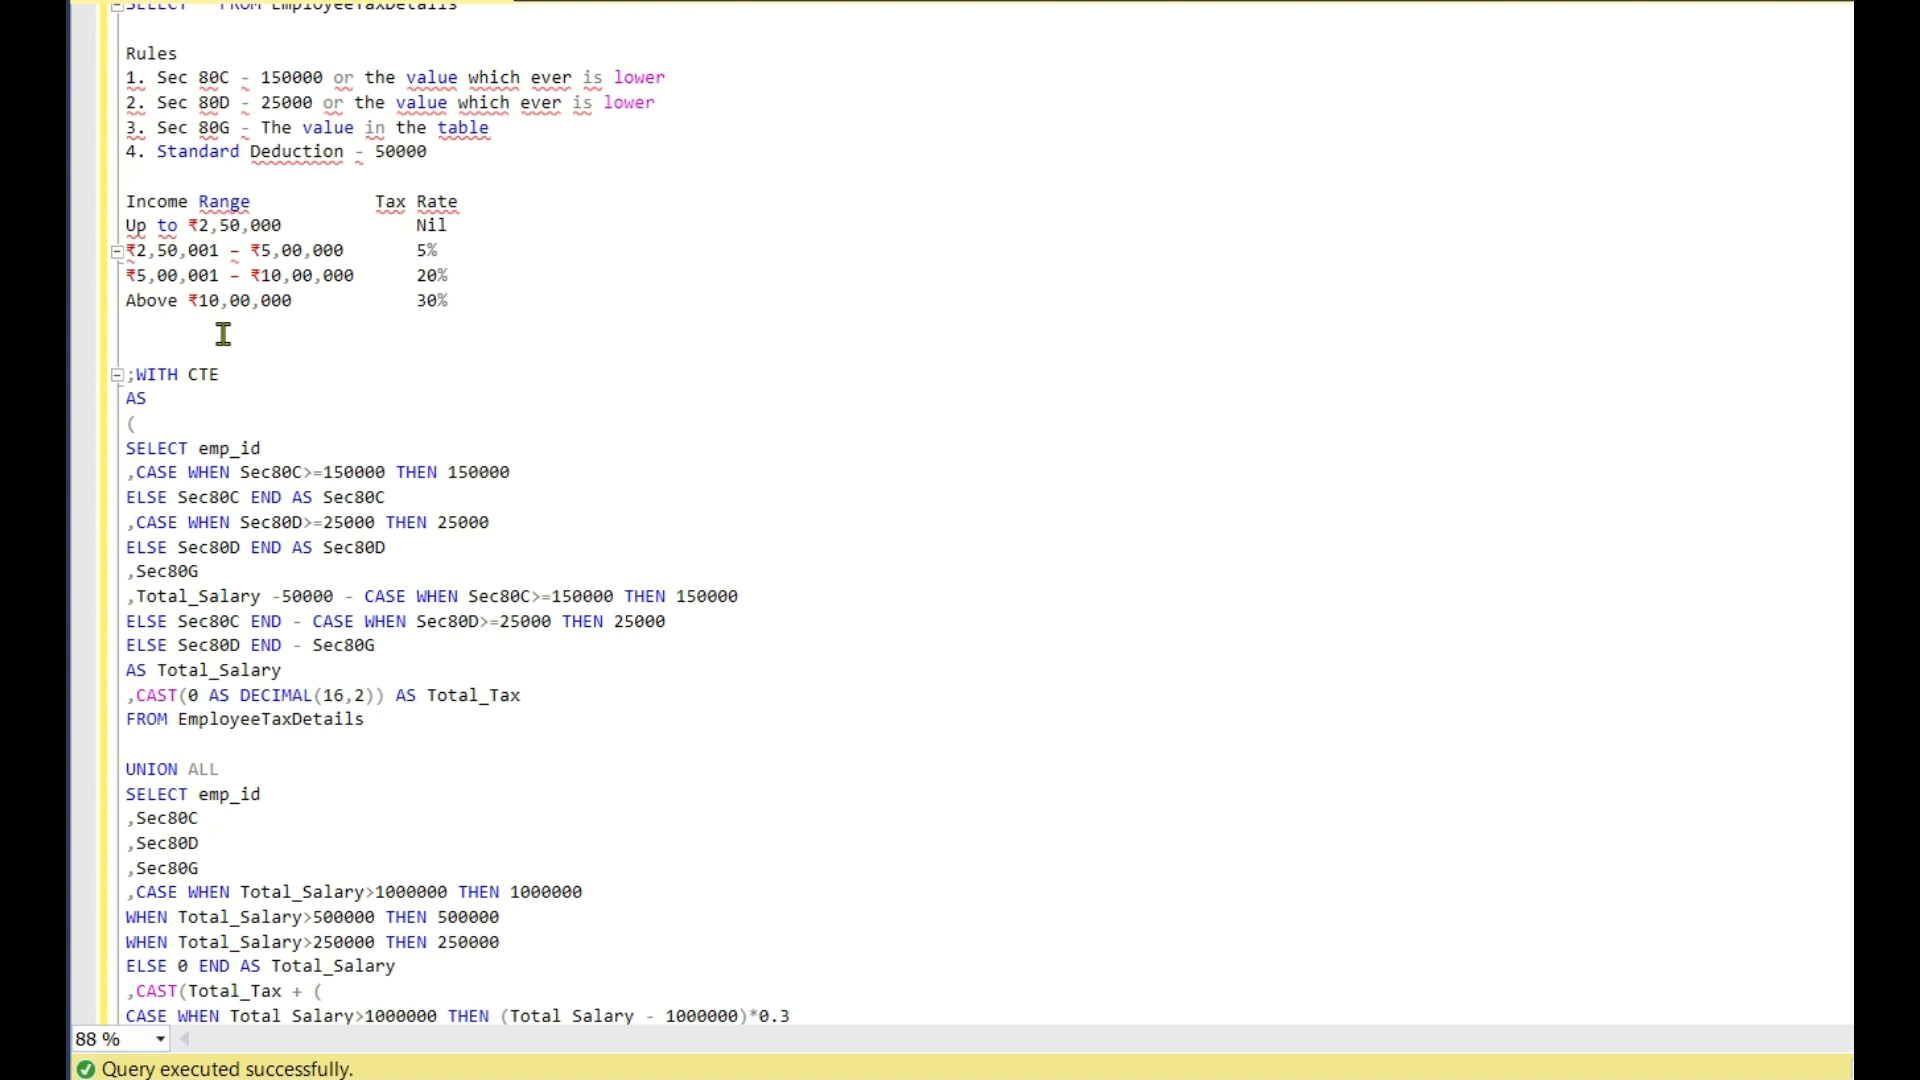 SELECT * FROM EmployeeTaxDetails
Rules
1. Sec 80C - 150000 or the value which ever is lower
2. Sec 80D - 25000 or the value which ever is lower
3. Sec 80G - The value in the table
4. Standard Deduction - 50000
Income Range Tax Rate
Up to ₹2,50,000 Nil
₹2,50,001 – ₹5,00,000 5%
₹5,00,001 – ₹10,00,000 20%
Above ₹10,00,000 30%
;WITH CTE
AS
(
SELECT emp_id
,CASE WHEN Sec80C>=150000 THEN 150000
ELSE Sec80C END AS Sec80C
,CASE WHEN Sec80D>=25000 THEN 25000
ELSE Sec80D END AS Sec80D
,Sec80G
,Total_Salary -50000 - CASE WHEN Sec80C>=150000 THEN 150000
ELSE Sec80C END - CASE WHEN Sec80D>=25000 THEN 25000
ELSE Sec80D END - Sec80G
AS Total_Salary
,CAST(0 AS DECIMAL(16,2)) AS Total_Tax
FROM EmployeeTaxDetails
UNION ALL
SELECT emp_id
,Sec80C
,Sec80D
,Sec80G
,CASE WHEN Total_Salary>1000000 THEN 1000000
WHEN Total_Salary>500000 THEN 500000
WHEN Total_Salary>250000 THEN 250000
ELSE 0 END AS Total_Salary
,CAST(Total_Tax + (
CASE WHEN Total_Salary>1000000 THEN (Total_Salary - 1000000)*0.3
88 %
Query executed successfully.